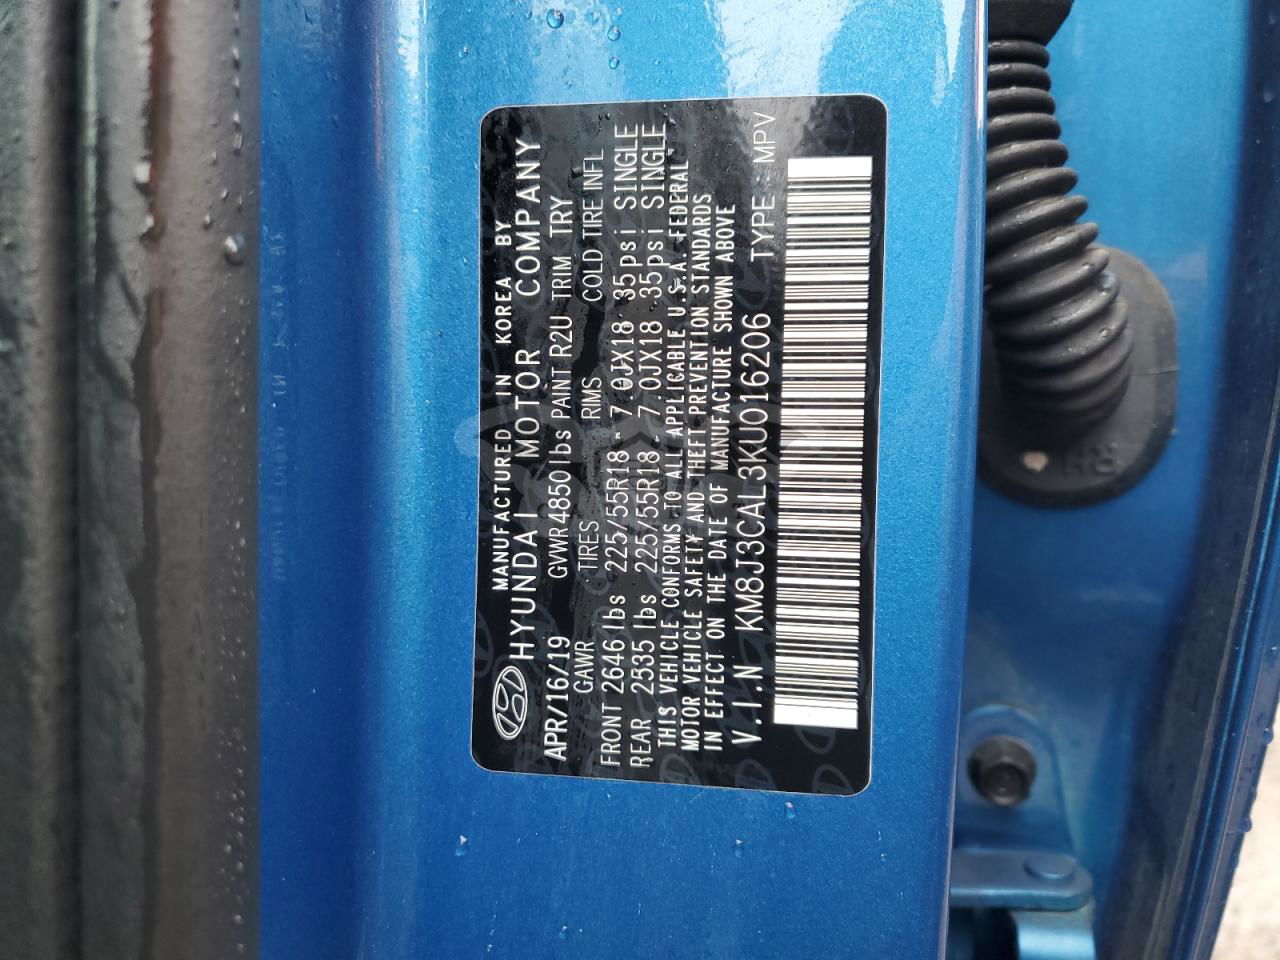 MANUFACTURED IN KOREA BY
HYUNDAI MOTOR COMPANY
APR/16/19 GVWR 4850 lbs PAINT R2U TRIM TRY
GAWR TIRES RIMS COLD TIRE INFL
FRONT 2646 lbs 225/55R18 - 7.0JX18 35psi SINGLE
REAR 2535 lbs 225/55R18 - 7.0JX18 35psi SINGLE
THIS VEHICLE CONFORMS TO ALL APPLICABLE U.S.A. FEDERAL
MOTOR VEHICLE SAFETY AND THEFT PREVENTION STANDARDS
IN EFFECT ON THE DATE OF MANUFACTURE SHOWN ABOVE
V.I.N KM8J3CAL3KU016206 TYPE : MPV
RH